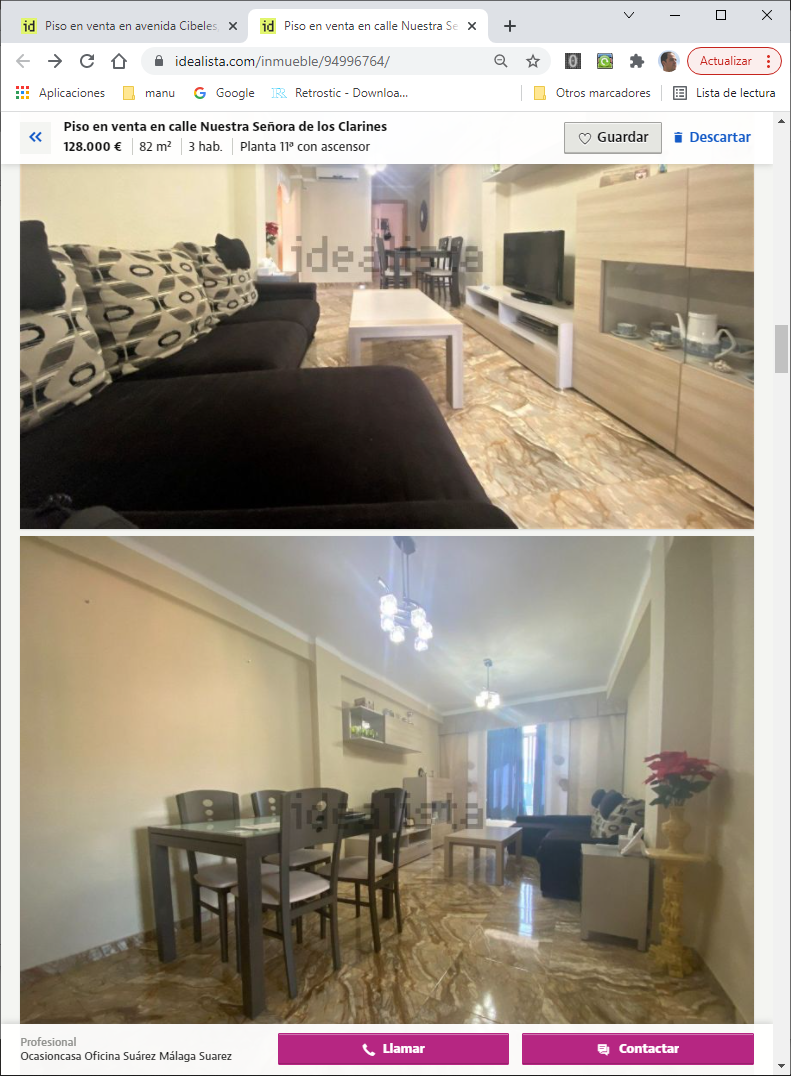 id Piso en venta en avenida Cibeles,
id Piso en venta en calle Nuestra Se
idealista.com/inmueble/94996764/
Actualizar
Aplicaciones
manu
Google
Retrostic - Downloa...
Otros marcadores
Lista de lectura
Piso en venta en calle Nuestra Señora de los Clarines
128.000 € 82 m² 3 hab. Planta 11ª con ascensor
Guardar
Descartar
idealista
idealista
Profesional
Ocasioncasa Oficina Suárez Málaga Suarez
Llamar
Contactar